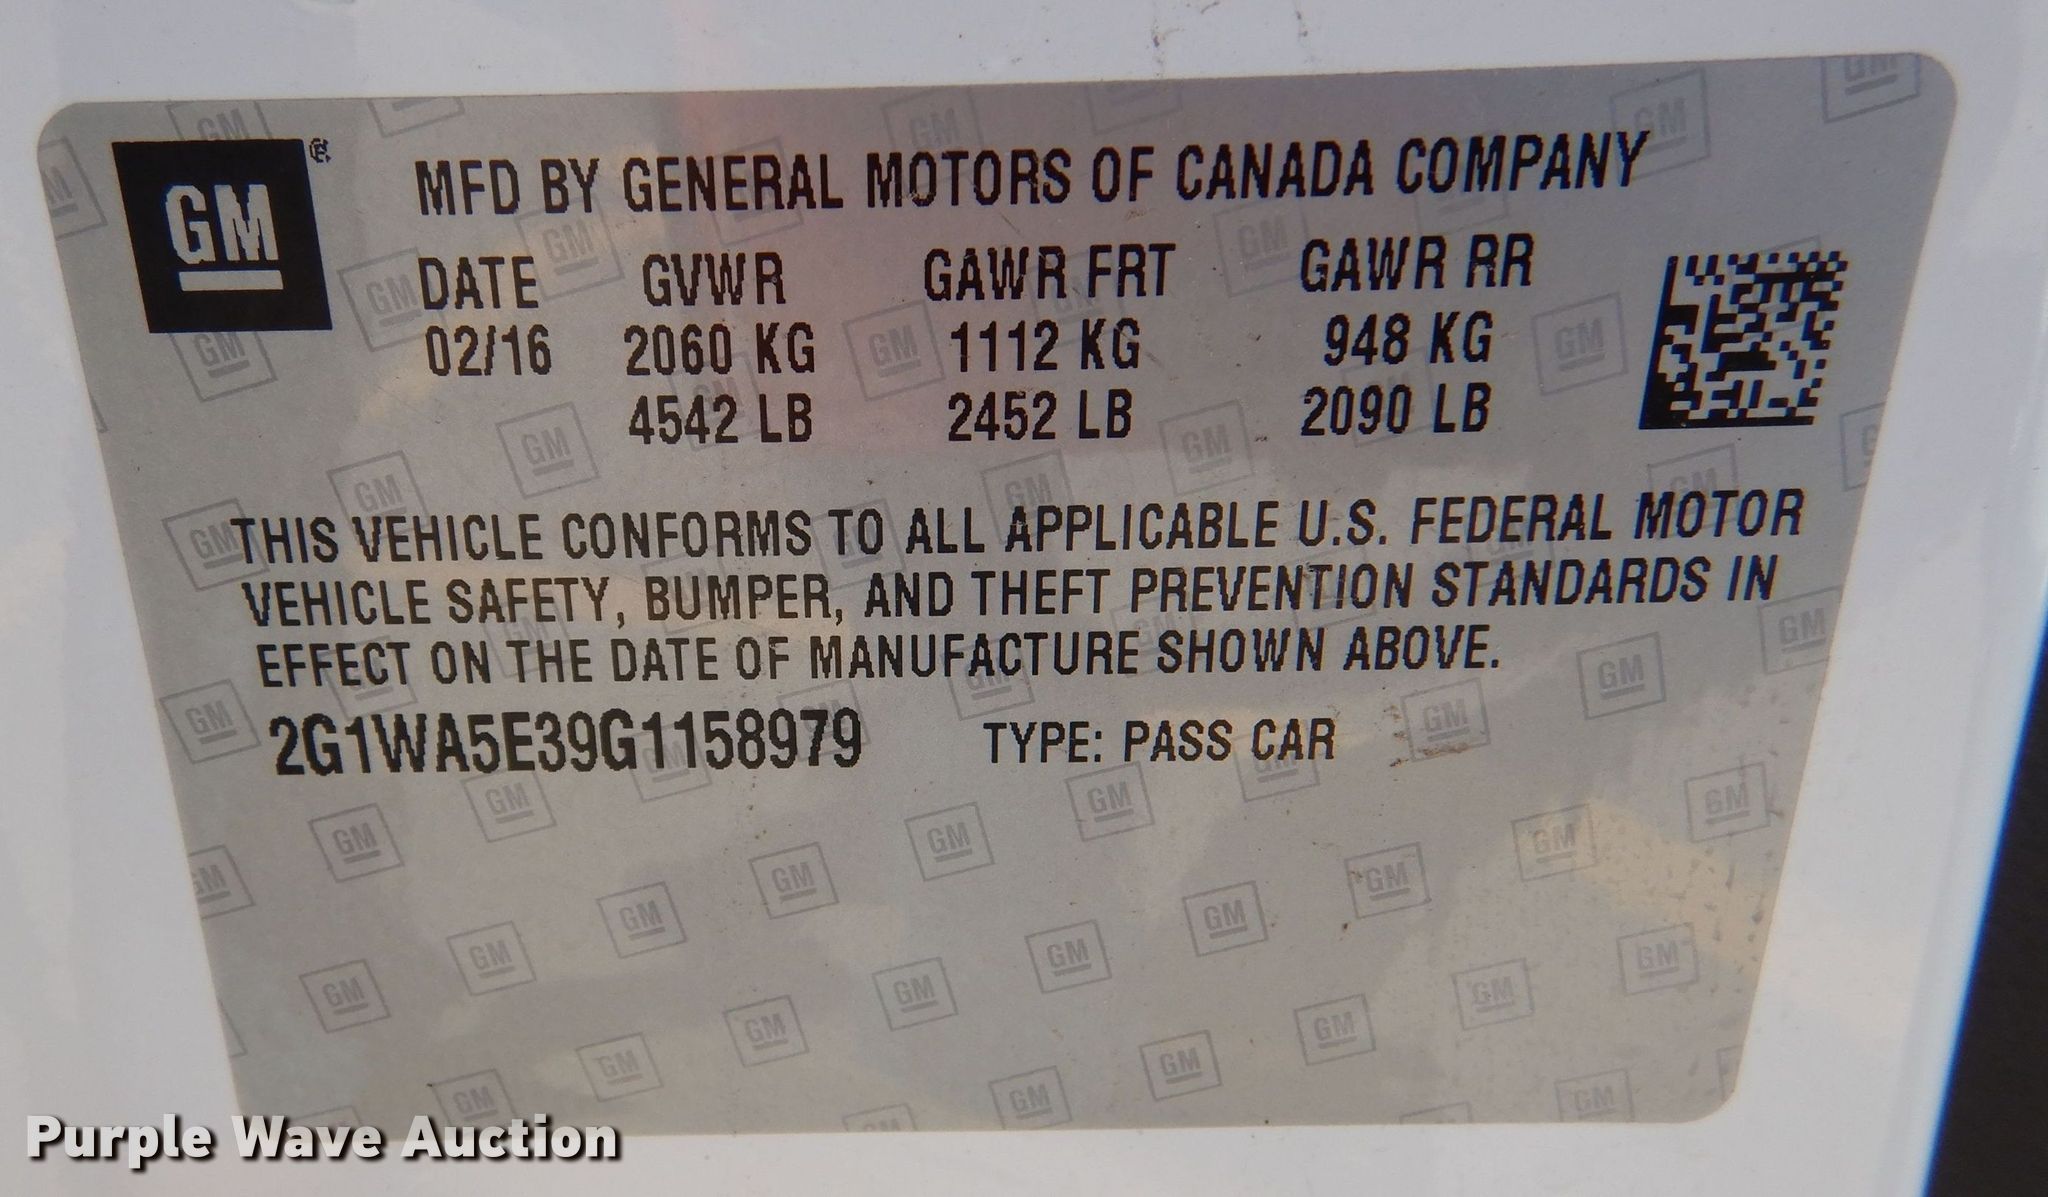 GM®
MFD BY GENERAL MOTORS OF CANADA COMPANY
DATE GVWR GAWR FRT GAWR RR
02/16 2060 KG 1112 KG 948 KG
4542 LB 2452 LB 2090 LB
THIS VEHICLE CONFORMS TO ALL APPLICABLE U.S. FEDERAL MOTOR
VEHICLE SAFETY, BUMPER, AND THEFT PREVENTION STANDARDS IN
EFFECT ON THE DATE OF MANUFACTURE SHOWN ABOVE.
2G1WA5E39G1158979 TYPE: PASS CAR
Purple Wave Auction